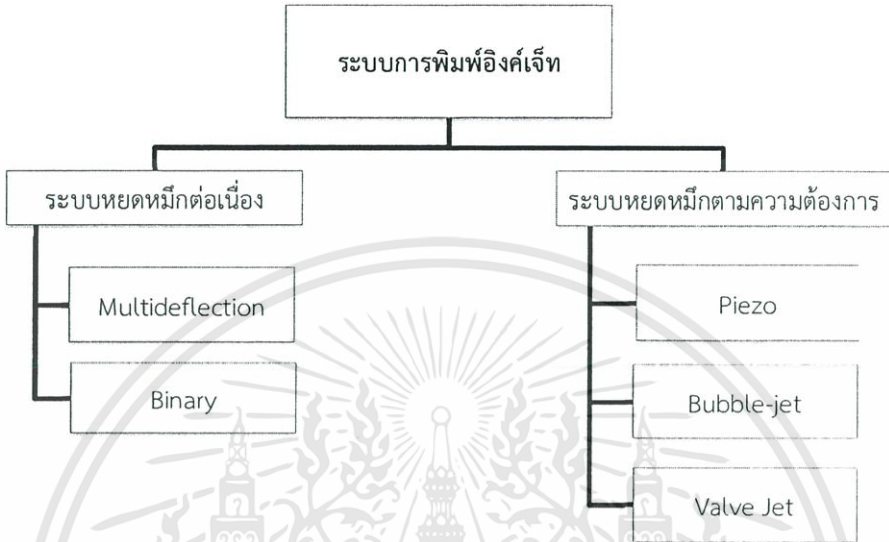 ระบบการพิมพ์อิงค์เจ็ท
ระบบหยดหมึกต่อเนื่อง
Multideflection
Binary
ระบบหยดหมึกตามความต้องการ
Piezo
Bubble-jet
Valve Jet